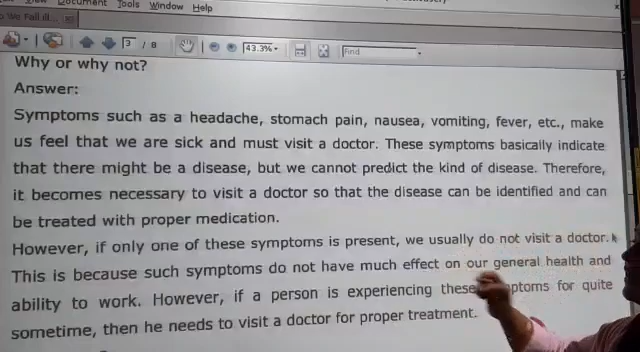 Document Tools Window Help
We Fall ill...
3 / 8 43.3% Find
Why or why not?
Answer:
Symptoms such as a headache, stomach pain, nausea, vomiting, fever, etc., make
us feel that we are sick and must visit a doctor. These symptoms basically indicate
that there might be a disease, but we cannot predict the kind of disease. Therefore,
it becomes necessary to visit a doctor so that the disease can be identified and can
be treated with proper medication.
However, if only one of these symptoms is present, we usually do not visit a doctor.
This is because such symptoms do not have much effect on our general health and
ability to work. However, if a person is experiencing these for quite
sometime, then he needs to visit a doctor for proper treatment.